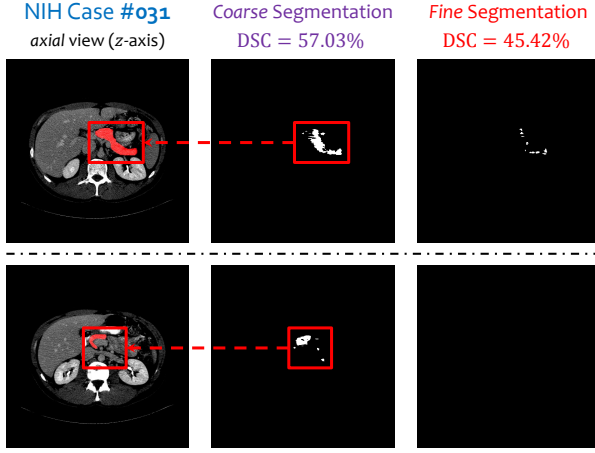 NIH Case #031
axial view (z-axis)
Coarse Segmentation
DSC = 57.03%
Fine Segmentation
DSC = 45.42%